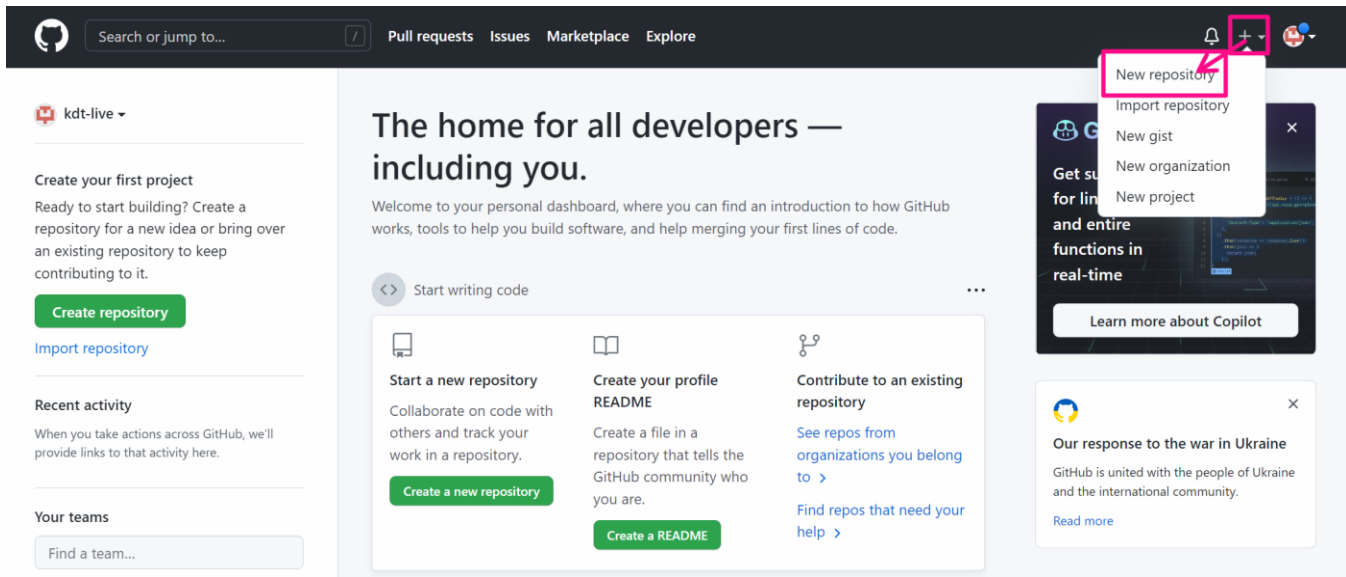 Search or jump to...
/
Pull requests Issues Marketplace Explore
New repository
Import repository
New gist
New organization
New project
kdt-live
Create your first project
Ready to start building? Create a
repository for a new idea or bring over
an existing repository to keep
contributing to it.
Create repository
Import repository
Recent activity
When you take actions across GitHub, we'll
provide links to that activity here.
Your teams
Find a team...
The home for all developers —
including you.
Welcome to your personal dashboard, where you can find an introduction to how GitHub
works, tools to help you build software, and help merging your first lines of code.
Start writing code
Start a new repository
Collaborate on code with
others and track your
work in a repository.
Create a new repository
Create your profile
README
Create a file in a
repository that tells the
GitHub community who
you are.
Create a README
Contribute to an existing
repository
See repos from
organizations you belong
to
Find repos that need your
help
G
Get
for
and entire
functions in
real-time
Learn more about Copilot
Our response to the war in Ukraine
GitHub is united with the people of Ukraine
and the international community.
Read more